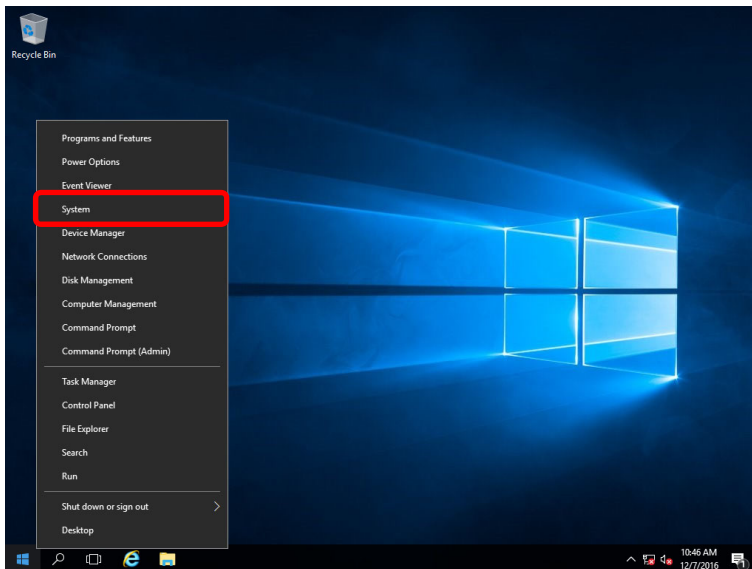 Recycle Bin
Programs and Features
Power Options
Event Viewer
System
Device Manager
Network Connections
Disk Management
Computer Management
Command Prompt
Command Prompt (Admin)
Task Manager
Control Panel
File Explorer
Search
Run
Shut down or sign out
Desktop
10:46 AM
12/7/2016